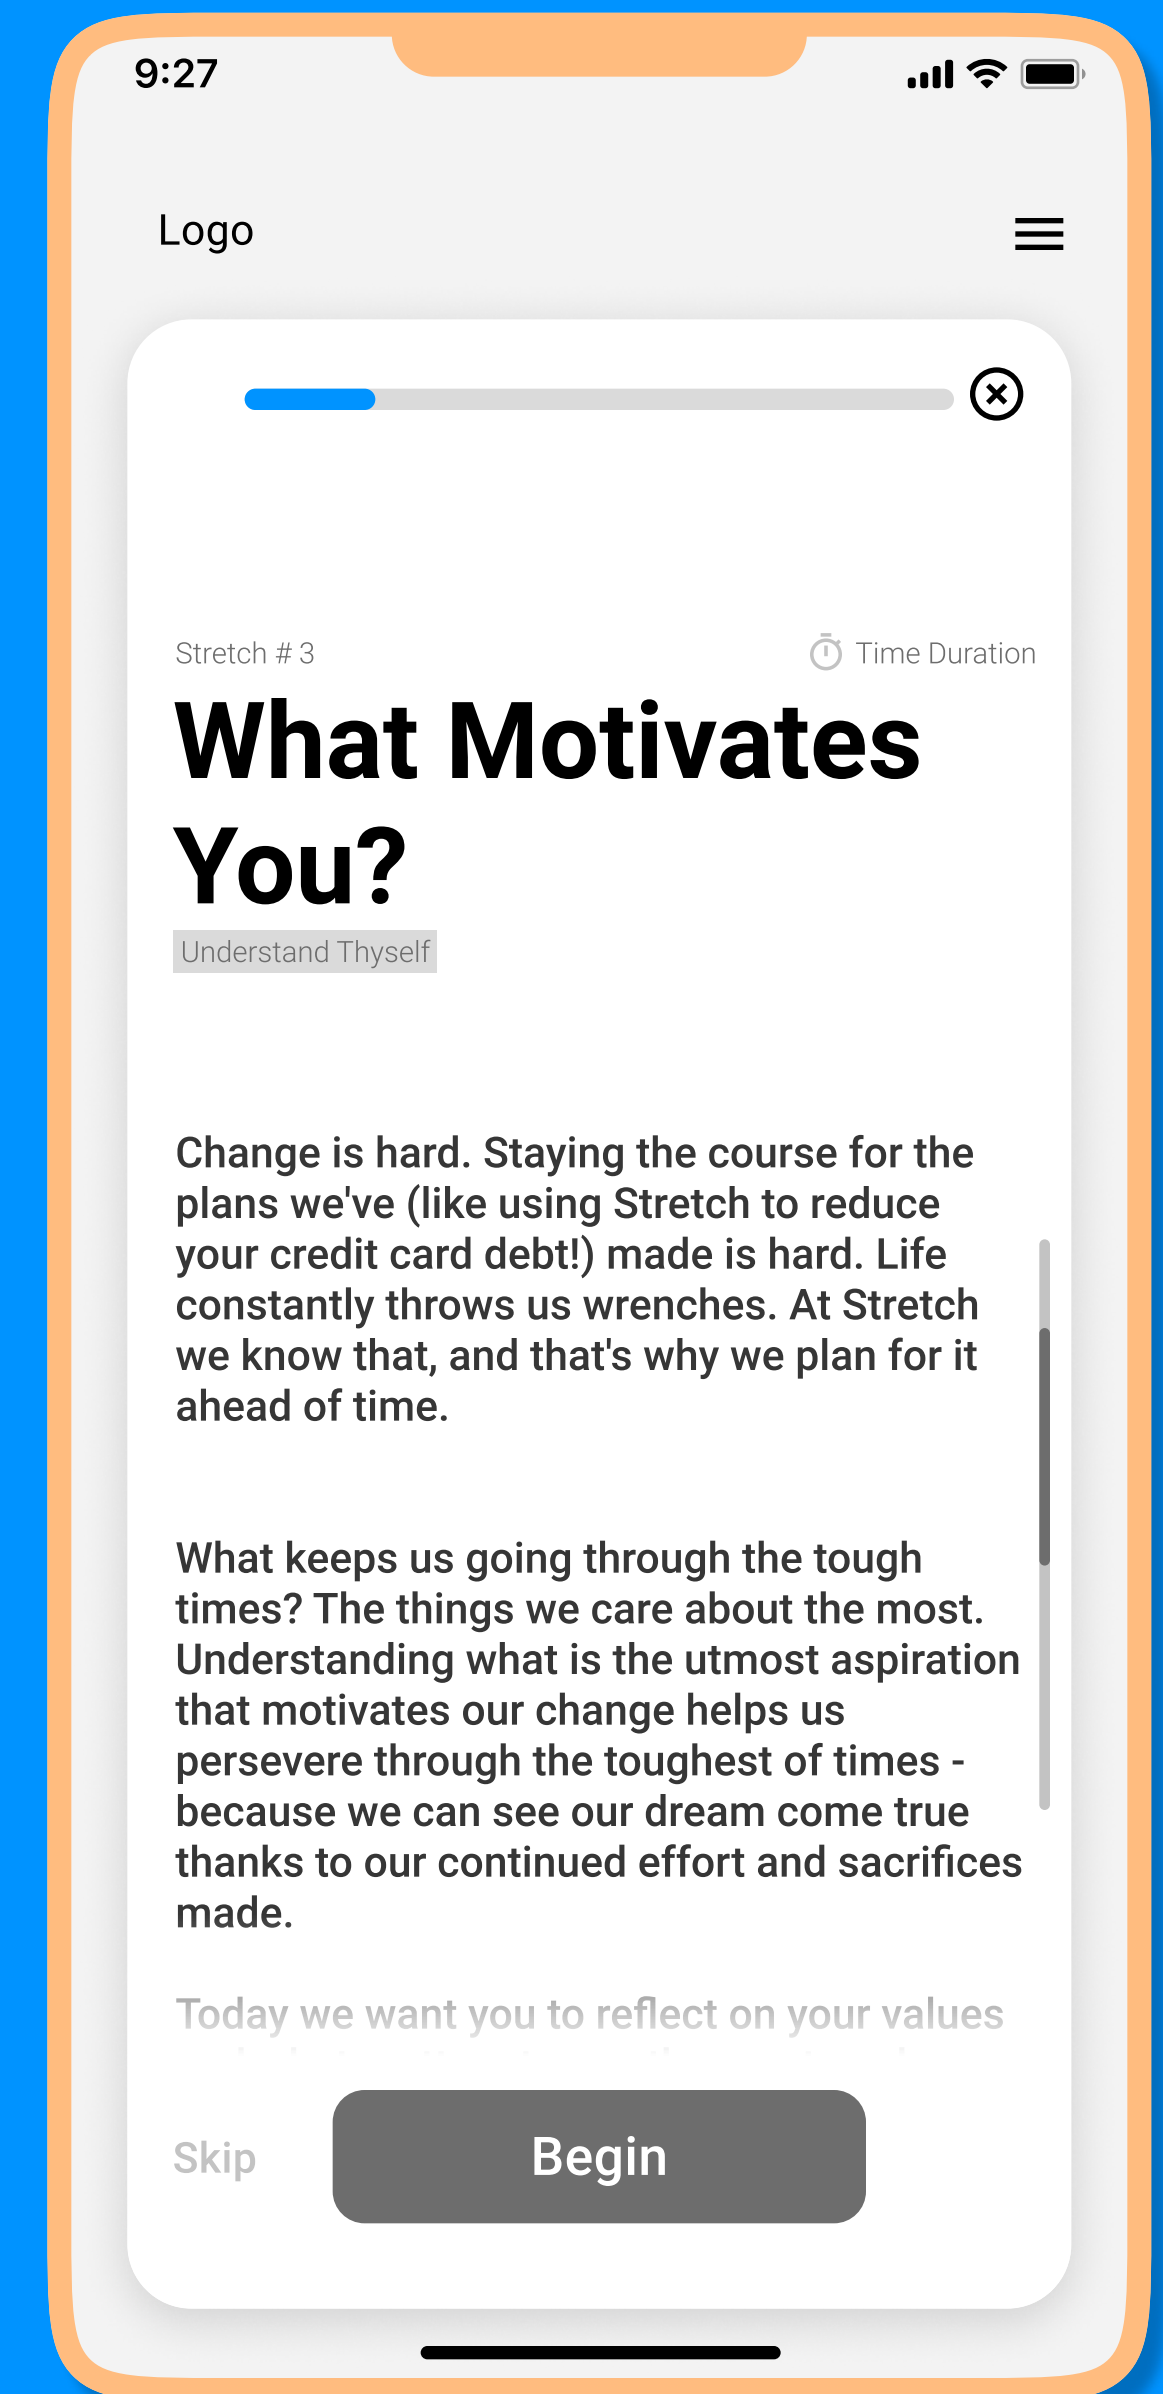 9:27
Logo
Stretch # 3
Time Duration
What Motivates
You?
Understand Thyself
Change is hard. Staying the course for the
plans we've (like using Stretch to reduce
your credit card debt!) made is hard. Life
constantly throws us wrenches. At Stretch
we know that, and that's why we plan for it
ahead of time.
What keeps us going through the tough
times? The things we care about the most.
Understanding what is the utmost aspiration
that motivates our change helps us
persevere through the toughest of times -
because we can see our dream come true
thanks to our continued effort and sacrifices
made.
Today we want you to reflect on your values
Skip
Begin